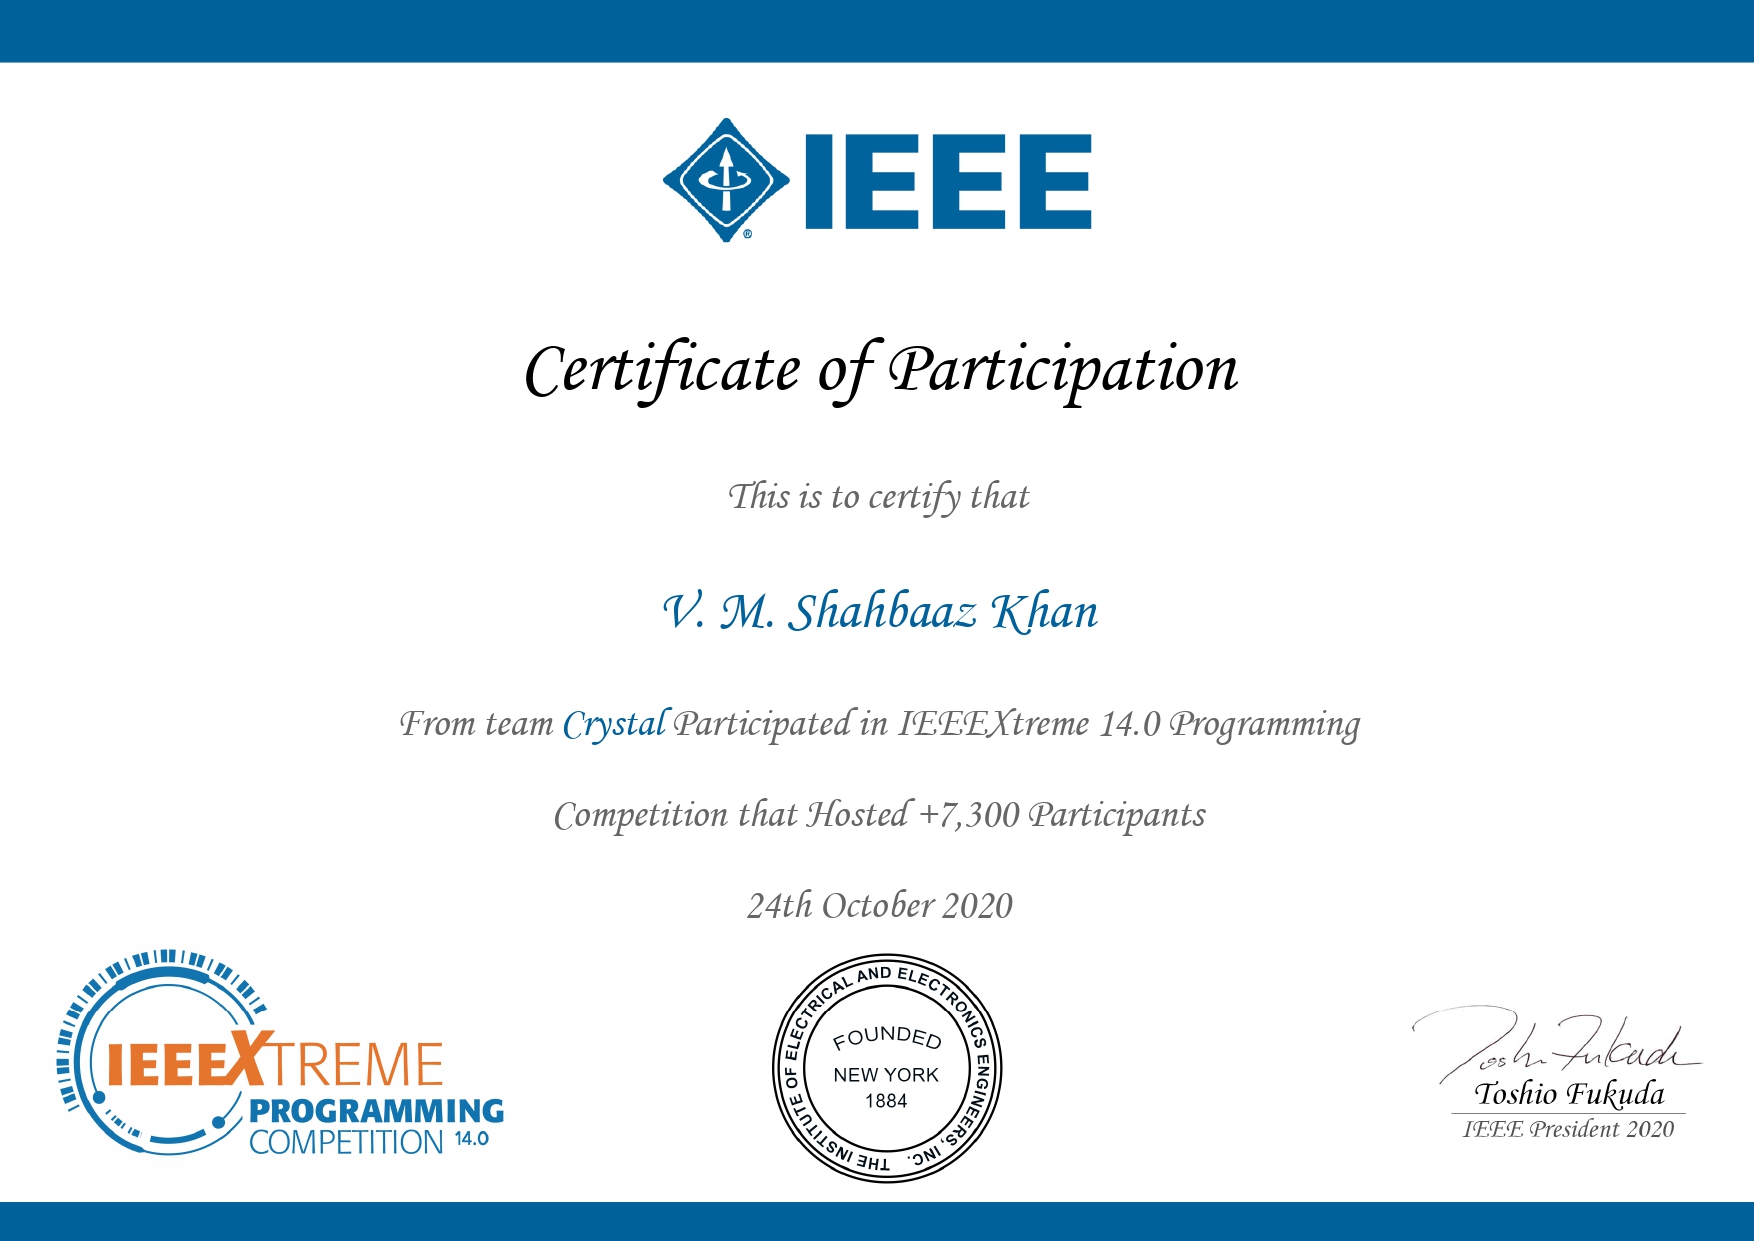 IEEE
®
Certificate of Participation
This is to certify that
V. M. Shahbaaz Khan
From team Crystal Participated in IEEEXtreme 14.0 Programming
Competition that Hosted +7,300 Participants
24th October 2020
IEEEXTREME
PROGRAMMING
COMPETITION 14.0
THE INSTITUTE OF ELECTRICAL AND ELECTRONICS ENGINEERS, INC.
FOUNDED
NEW YORK
1884
Toshio Fukuda
Toshio Fukuda
IEEE President 2020